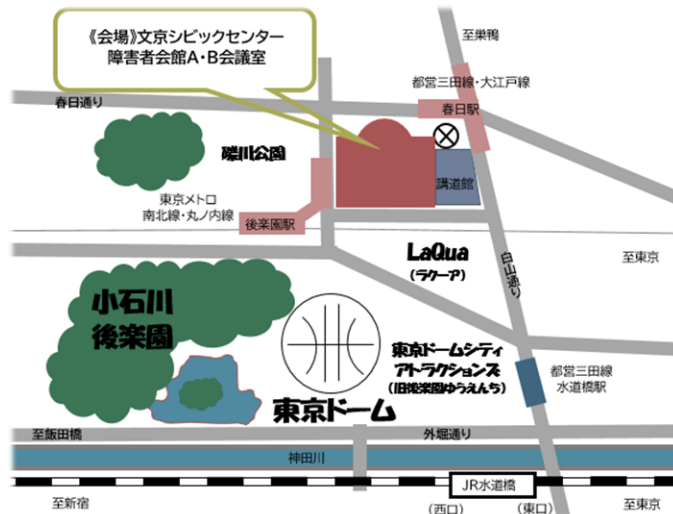 《会場》文京シビックセンター
障害者会館A・B会議室
至巣鴨
都営三田線・大江戸線
春日駅
春日通り
礫川公園
講道館
東京メトロ
南北線・丸ノ内線
後楽園駅
LaQua
(ラクーア)
白山通り
至東京
小石川
後楽園
東京ドームシティ
アトラクションズ
(旧後楽園ゆうえんち)
都営三田線
水道橋駅
東京ドーム
至飯田橋
外堀通り
神田川
JR水道橋
至新宿
(西口)
(東口)
至東京